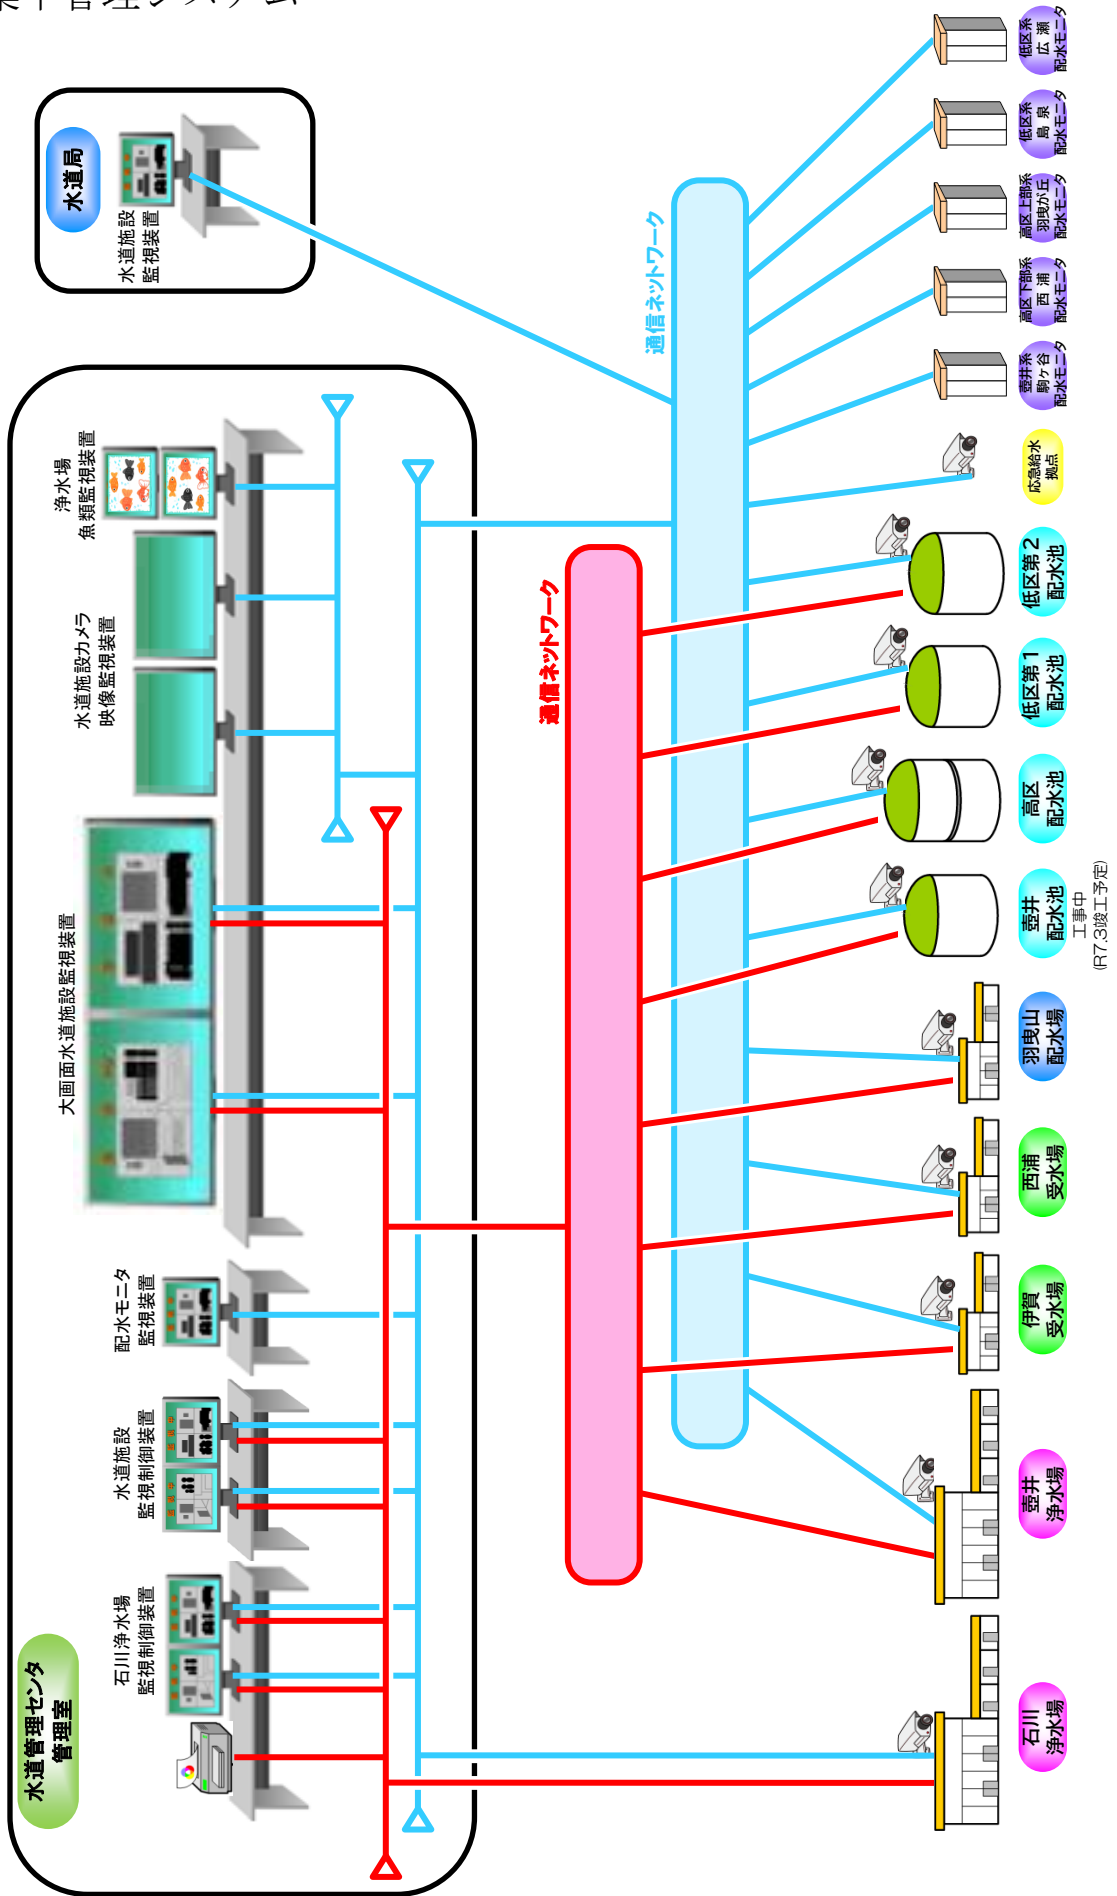 集中管理システム
水道管理センタ
管理室
石川浄水場
監視制御装置
水道施設
監視制御装置
配水モニタ
監視装置
大画面水道施設監視装置
水道施設カメラ
映像監視装置
浄水場
魚類監視装置
水道局
水道施設
監視装置
通信ネットワーク
通信ネットワーク
石川
浄水場
壺井
浄水場
伊賀
受水場
西浦
受水場
羽曳山
配水場
壺井
配水池
工事中
(R7.3竣工予定)
高区
配水池
低区第1
配水池
低区第2
配水池
応急給水
拠点
壺井系
駒ヶ谷
配水モニタ
高区下部系
西浦
配水モニタ
高区上部系
羽曳が丘
配水モニタ
低区系
島泉
配水モニタ
低区系
広瀬
配水モニタ